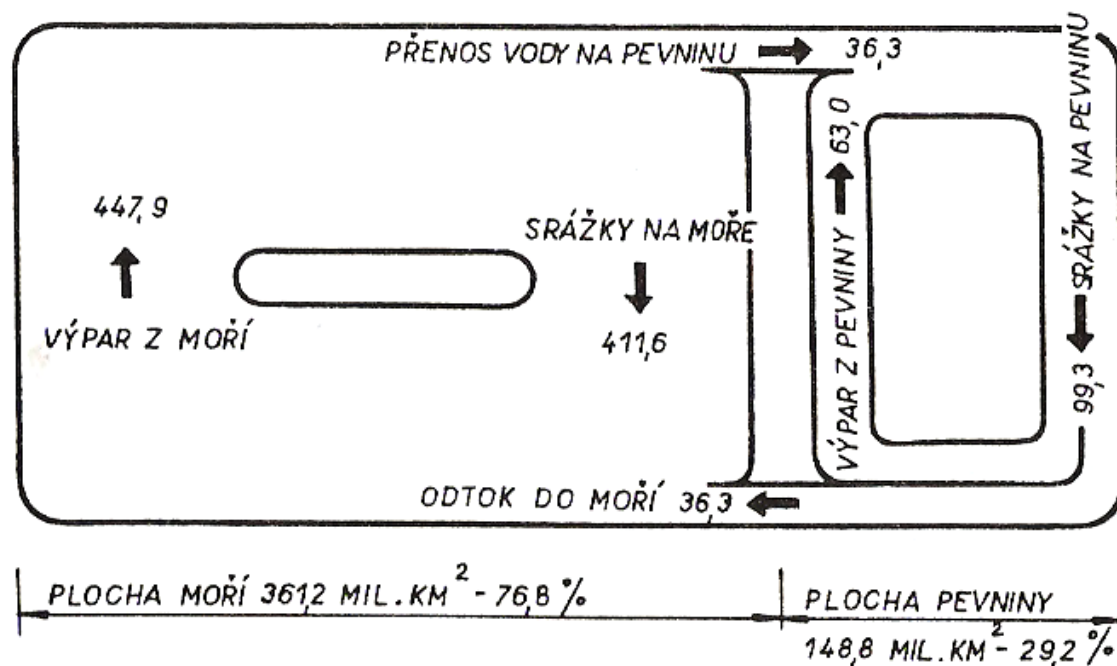 PŘENOS VODY NA PEVNINU
36,3
447,9
VÝPAR Z MOŘÍ
SRÁŽKY NA MOŘE
411,6
VÝPAR Z PEVNINY
63,0
SRÁŽKY NA PEVNINU
99,3
ODTOK DO MOŘÍ 36,3
PLOCHA MOŘÍ 361,2 MIL. KM² - 76,8 %
PLOCHA PEVNINY
148,8 MIL. KM² - 29,2 %